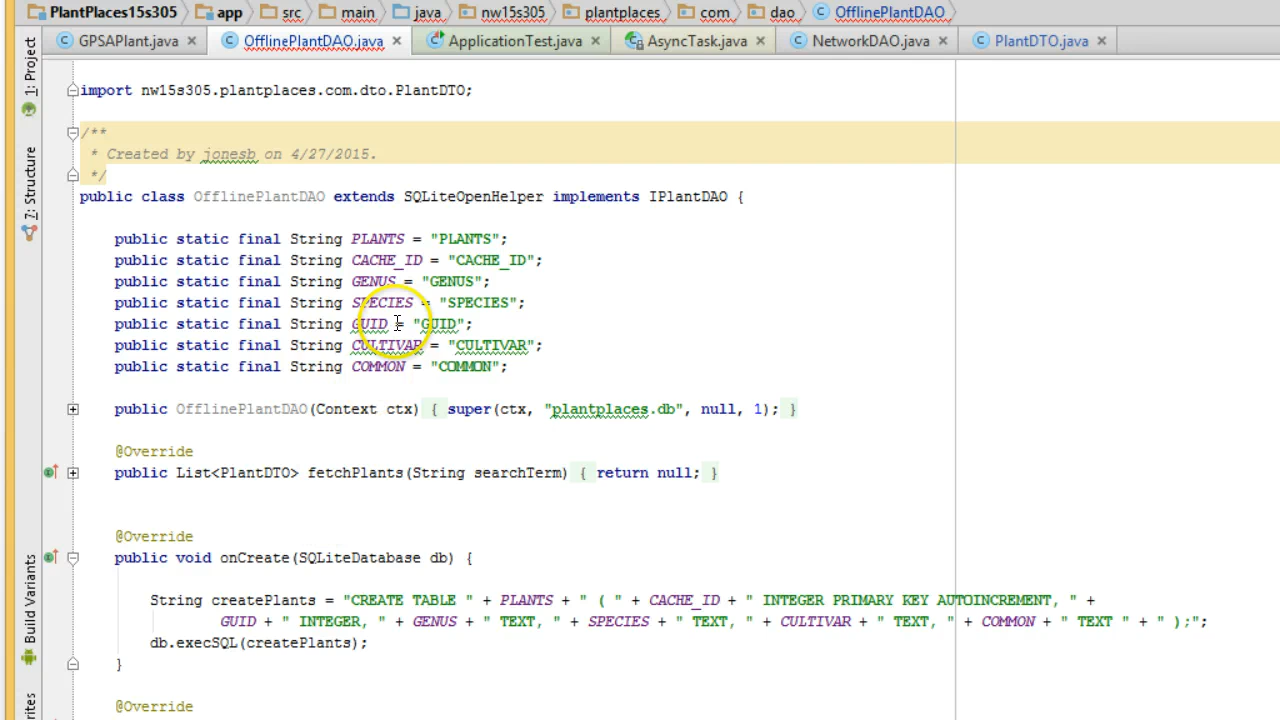 PlantPlaces15s305 app src main java nw15s305 plantplaces com dao OfflinePlantDAO
GPSAPlant.java OfflinePlantDAO.java ApplicationTest.java AsyncTask.java NetworkDAO.java PlantDTO.java
1: Project
7: Structure
Build Variants
import nw15s305.plantplaces.com.dto.PlantDTO;
/**
* Created by jonesb on 4/27/2015.
*/
public class OfflinePlantDAO extends SQLiteOpenHelper implements IPlantDAO {
public static final String PLANTS = "PLANTS";
public static final String CACHE_ID = "CACHE_ID";
public static final String GENUS = "GENUS";
public static final String SPECIES = "SPECIES";
public static final String GUID = "GUID";
public static final String CULTIVAR = "CULTIVAR";
public static final String COMMON = "COMMON";
public OfflinePlantDAO(Context ctx) { super(ctx, "plantplaces.db", null, 1); }
@Override
public List<PlantDTO> fetchPlants(String searchTerm) { return null; }
@Override
public void onCreate(SQLiteDatabase db) {
String createPlants = "CREATE TABLE " + PLANTS + " ( " + CACHE_ID + " INTEGER PRIMARY KEY AUTOINCREMENT, " +
GUID + " INTEGER, " + GENUS + " TEXT, " + SPECIES + " TEXT, " + CULTIVAR + " TEXT, " + COMMON + " TEXT " + " );";
db.execSQL(createPlants);
}
@Override